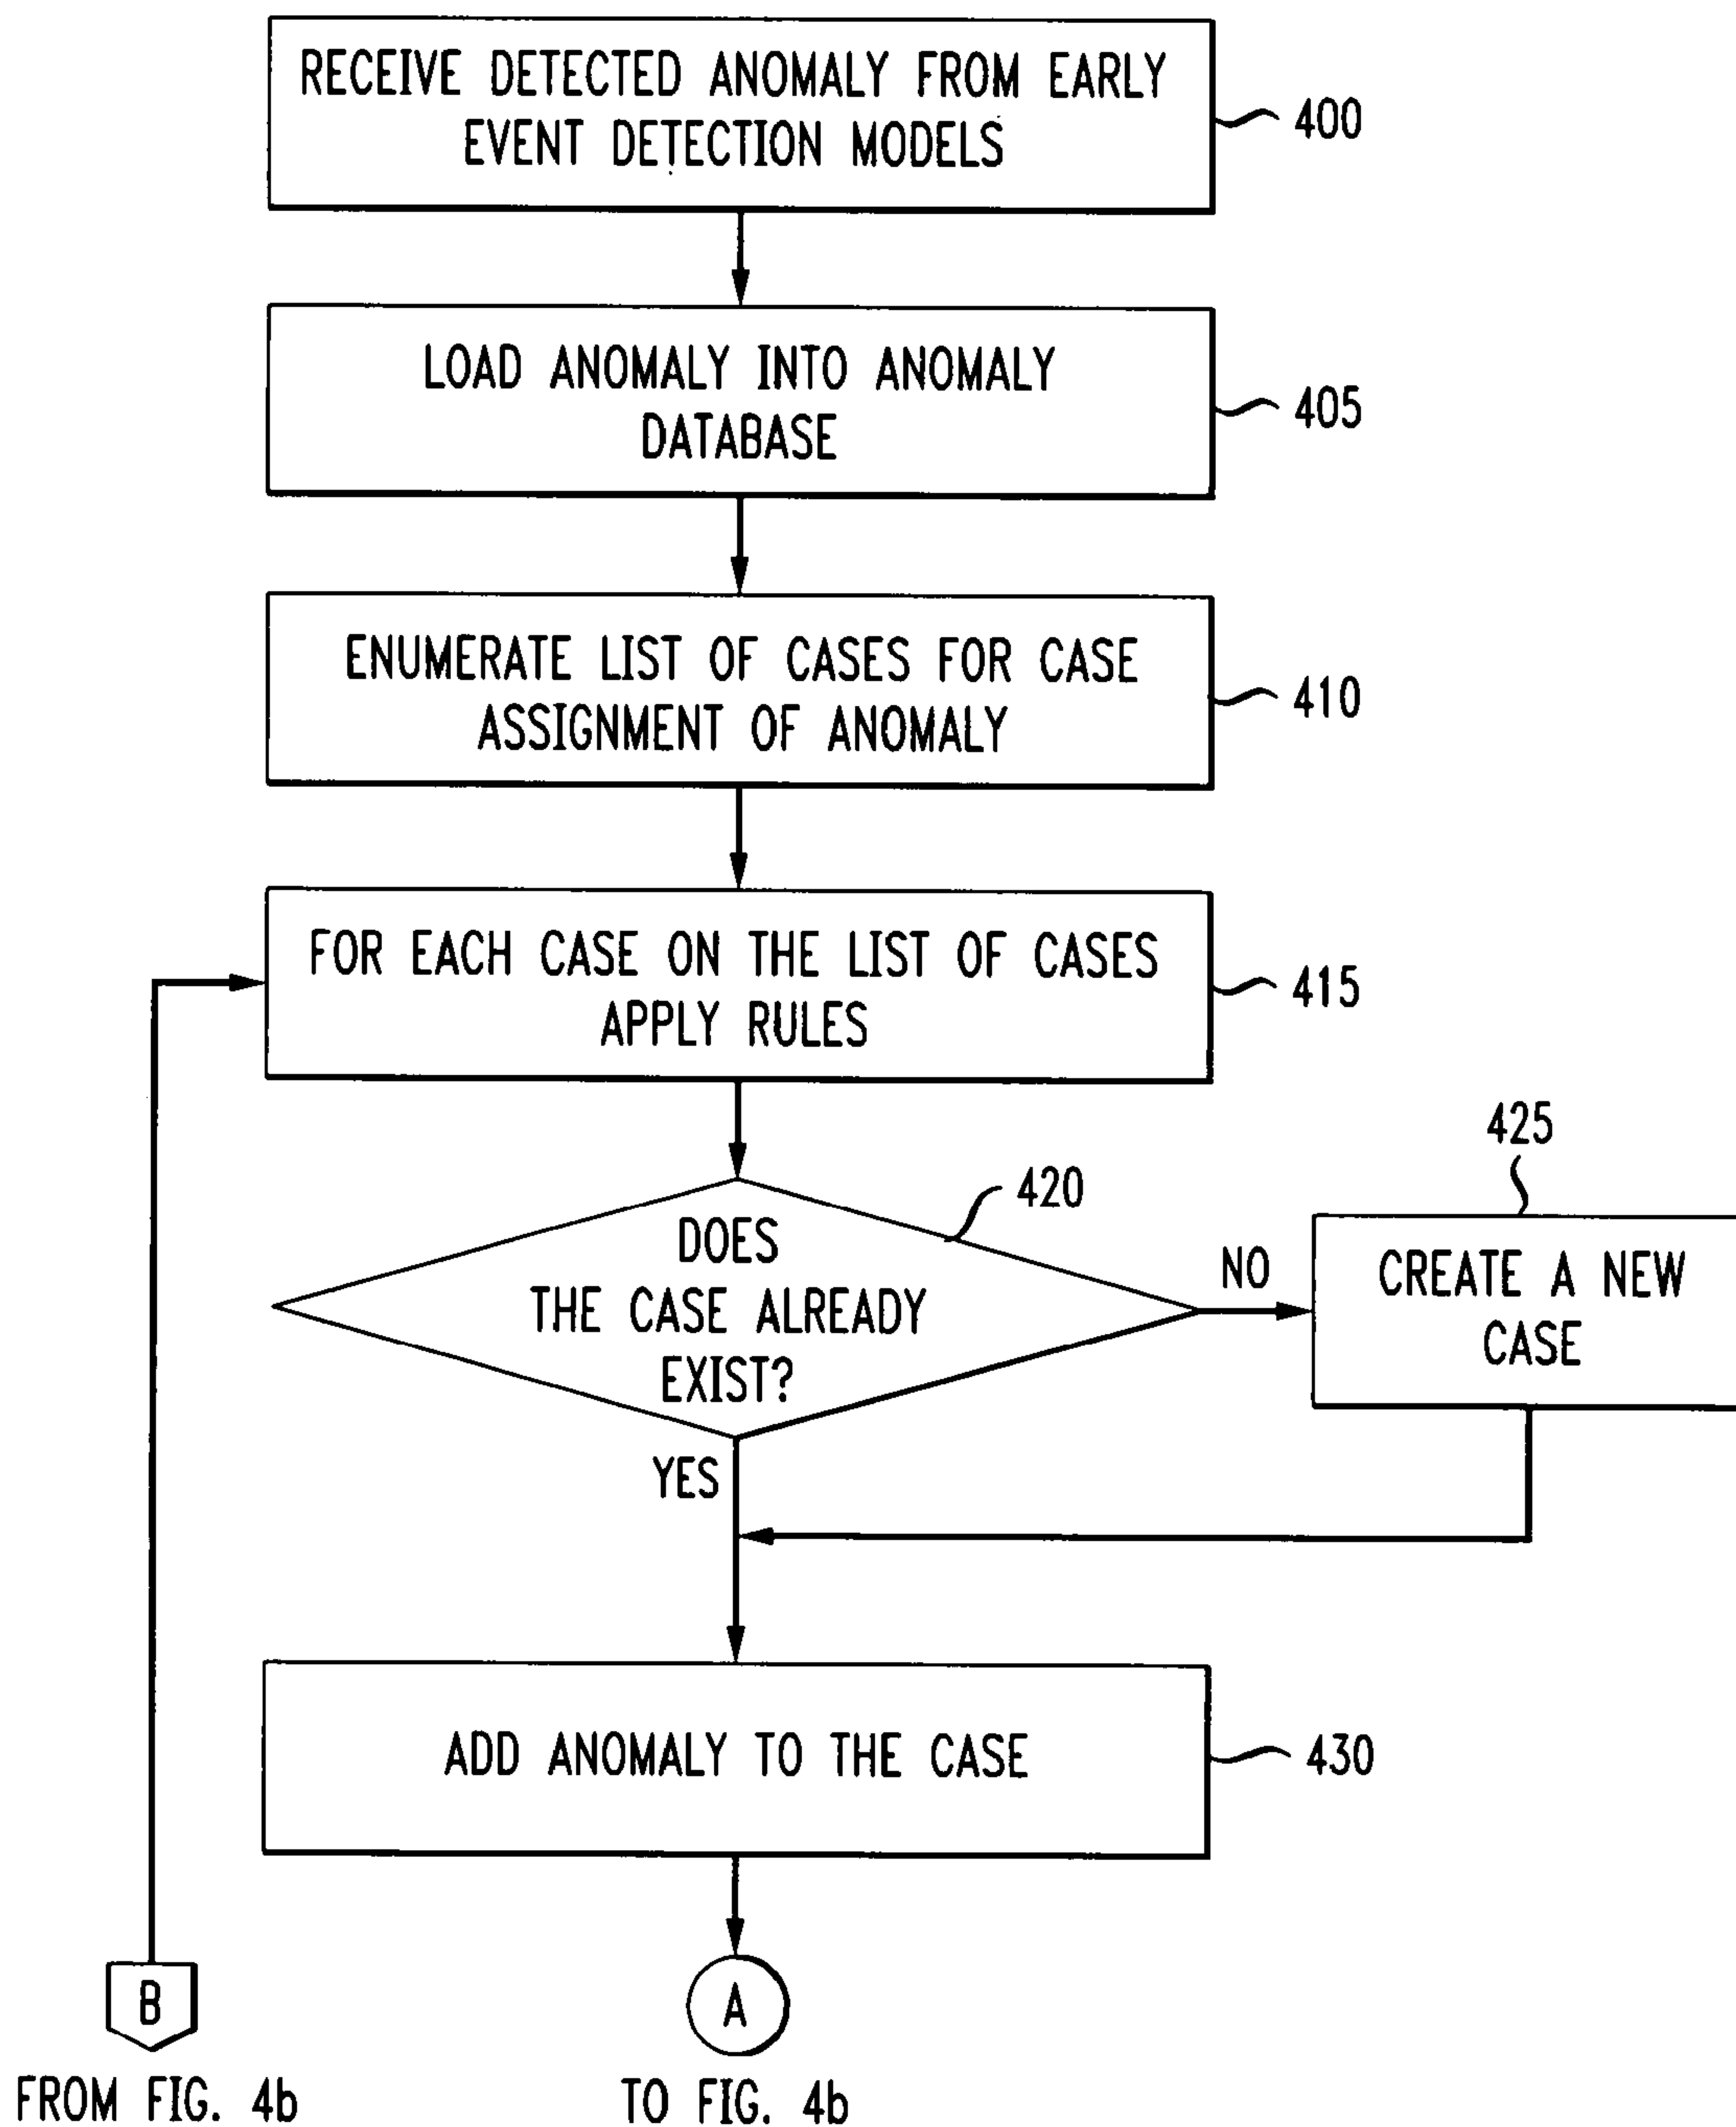 RECEIVE DETECTED ANOMALY FROM EARLY
EVENT DETECTION MODELS
400
LOAD ANOMALY INTO ANOMALY
DATABASE
405
ENUMERATE LIST OF CASES FOR CASE
ASSIGNMENT OF ANOMALY
410
FOR EACH CASE ON THE LIST OF CASES
APPLY RULES
415
420
DOES
THE CASE ALREADY
EXIST?
NO
425
CREATE A NEW
CASE
YES
ADD ANOMALY TO THE CASE
430
B
FROM FIG. 4b
A
TO FIG. 4b